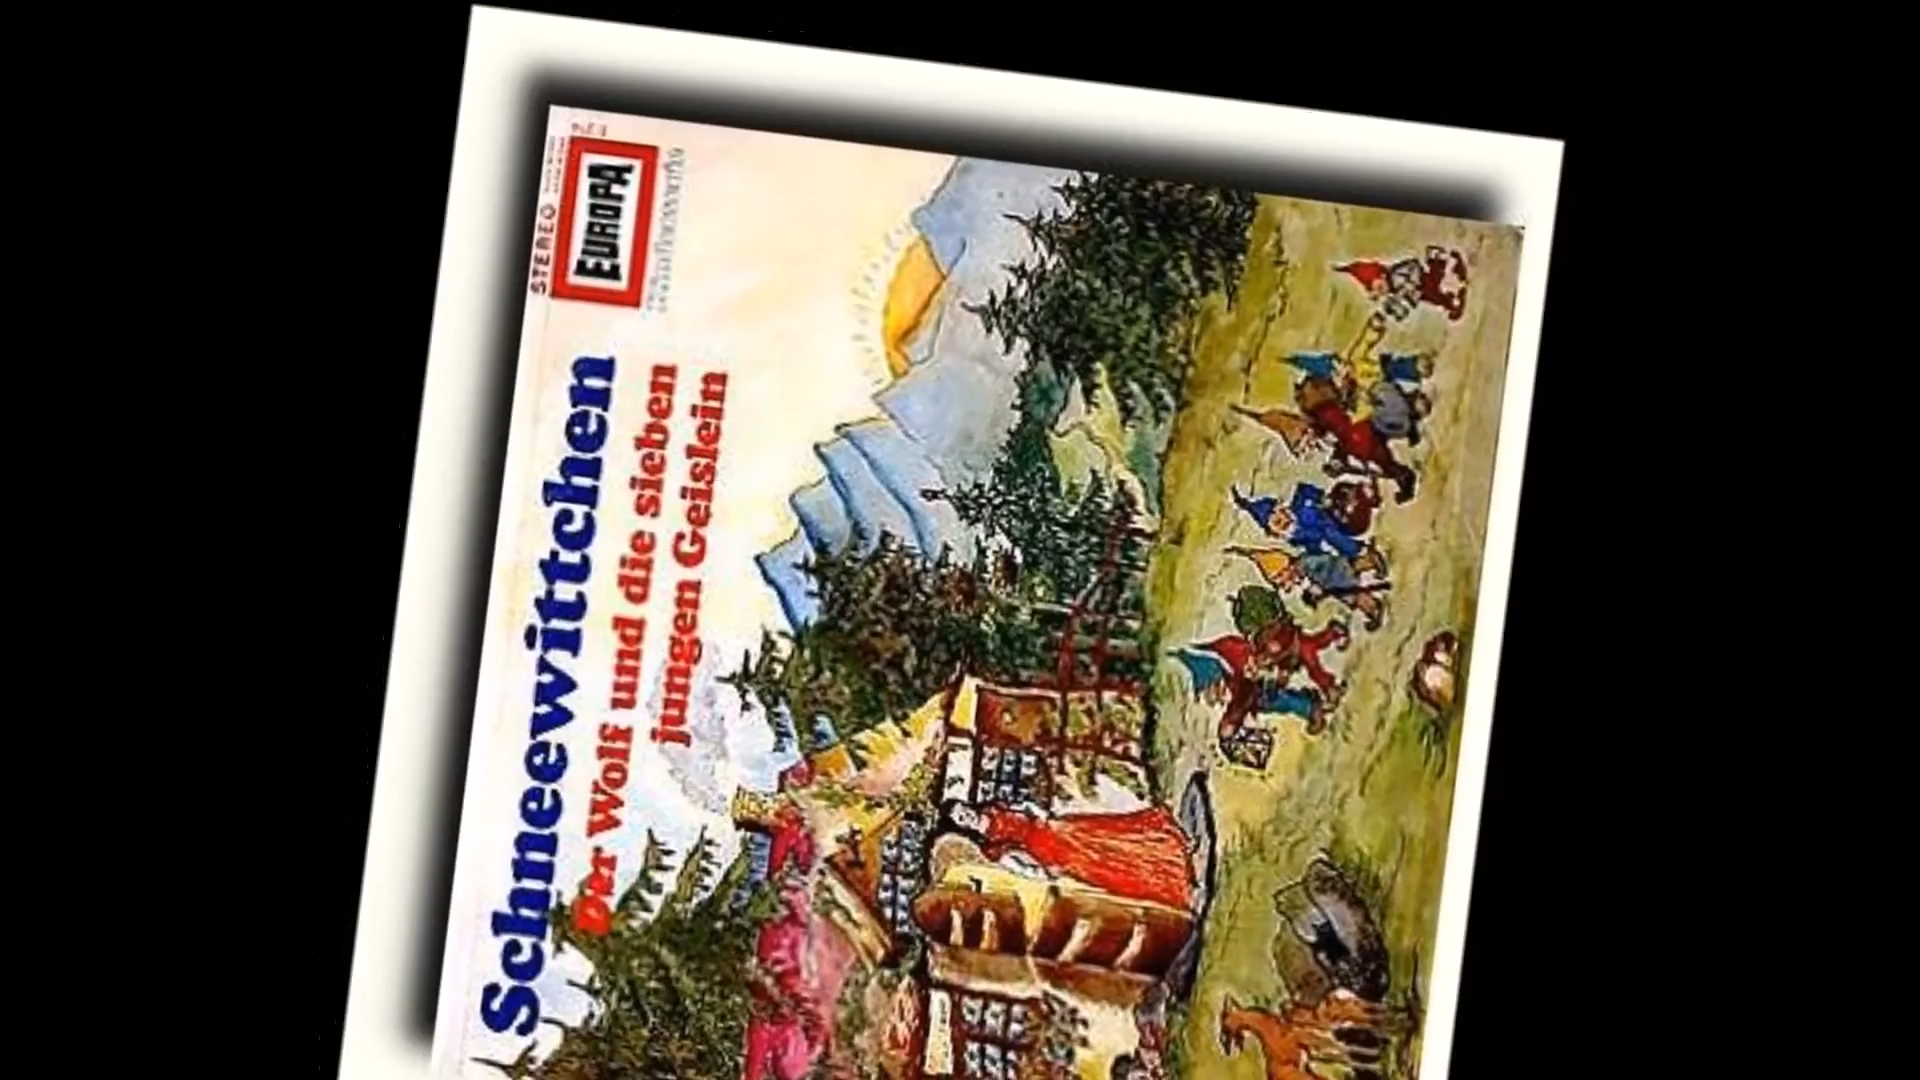 STEREO
EUROPA
Schneewittchen
Der Wolf und die sieben
jungen Geislein